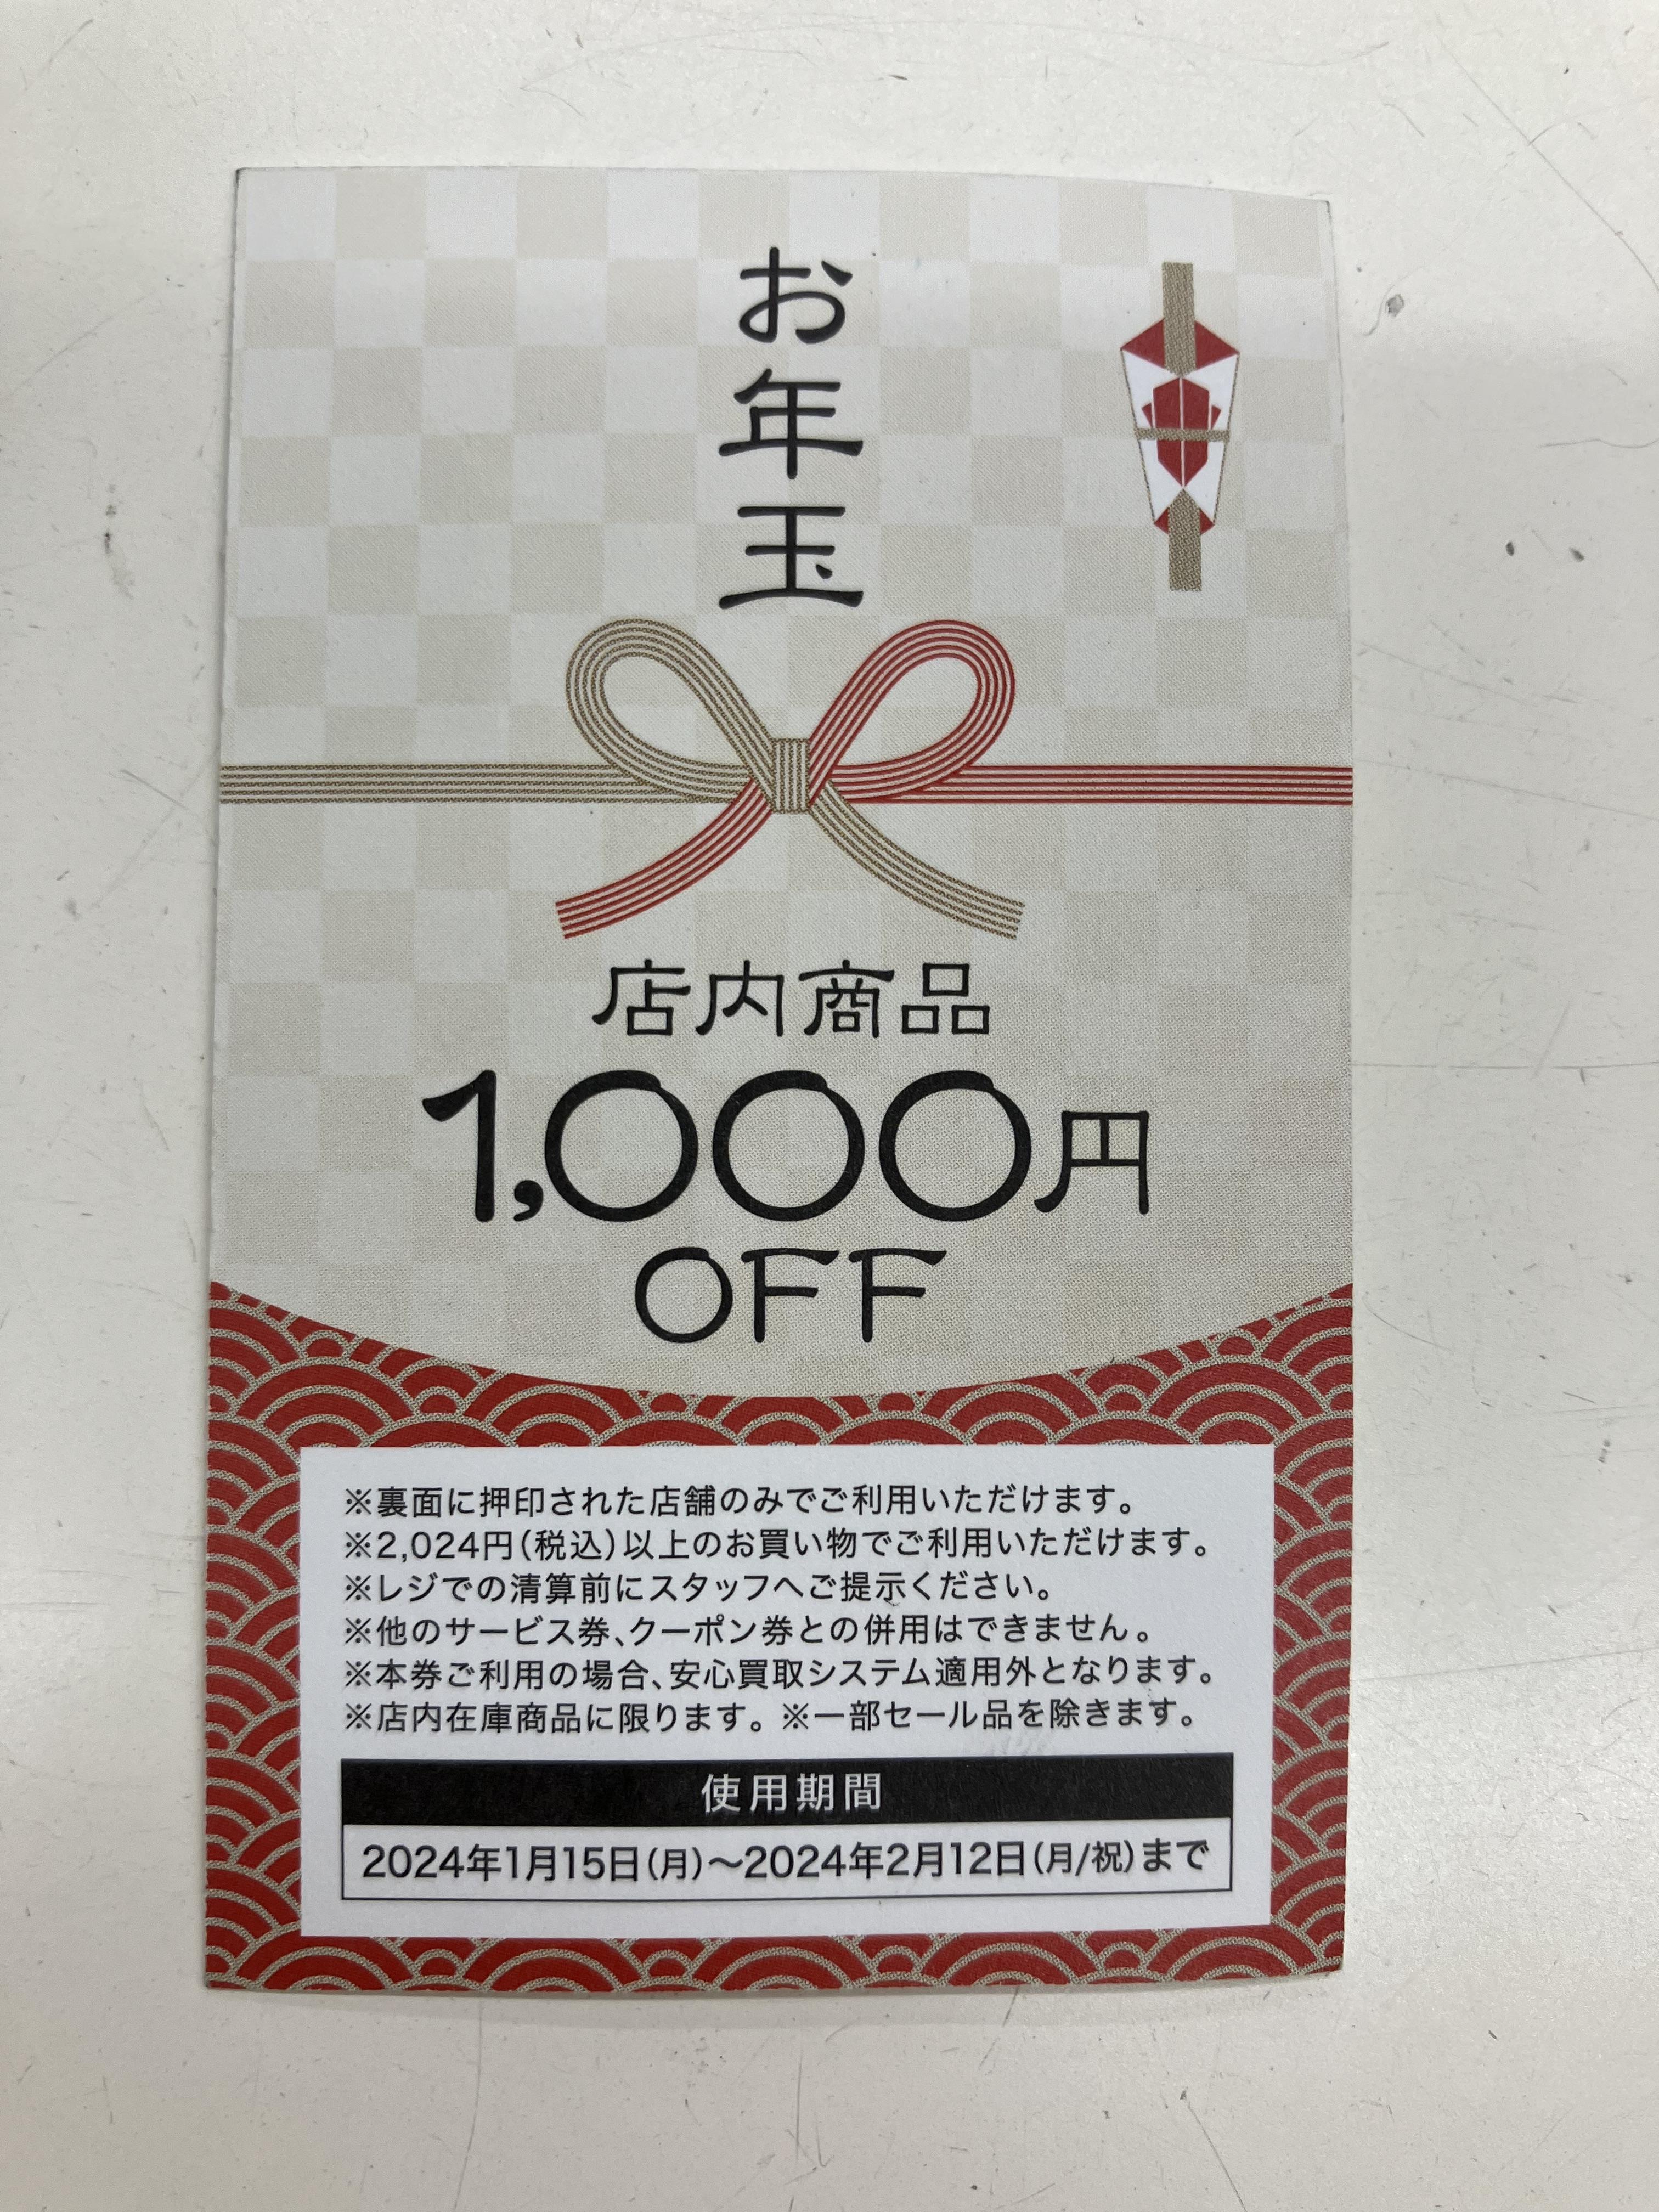 お年玉
店内商品
1,000円
OFF
※裏面に押印された店舗のみでご利用いただけます。
※2,024円(税込)以上のお買い物でご利用いただけます。
※レジでの清算前にスタッフへご提示ください。
※他のサービス券、クーポン券との併用はできません。
※本券ご利用の場合、安心買取システム適用外となります。
※店内在庫商品に限ります。※一部セール品を除きます。
使用期間
2024年1月15日(月)～2024年2月12日(月/祝)まで